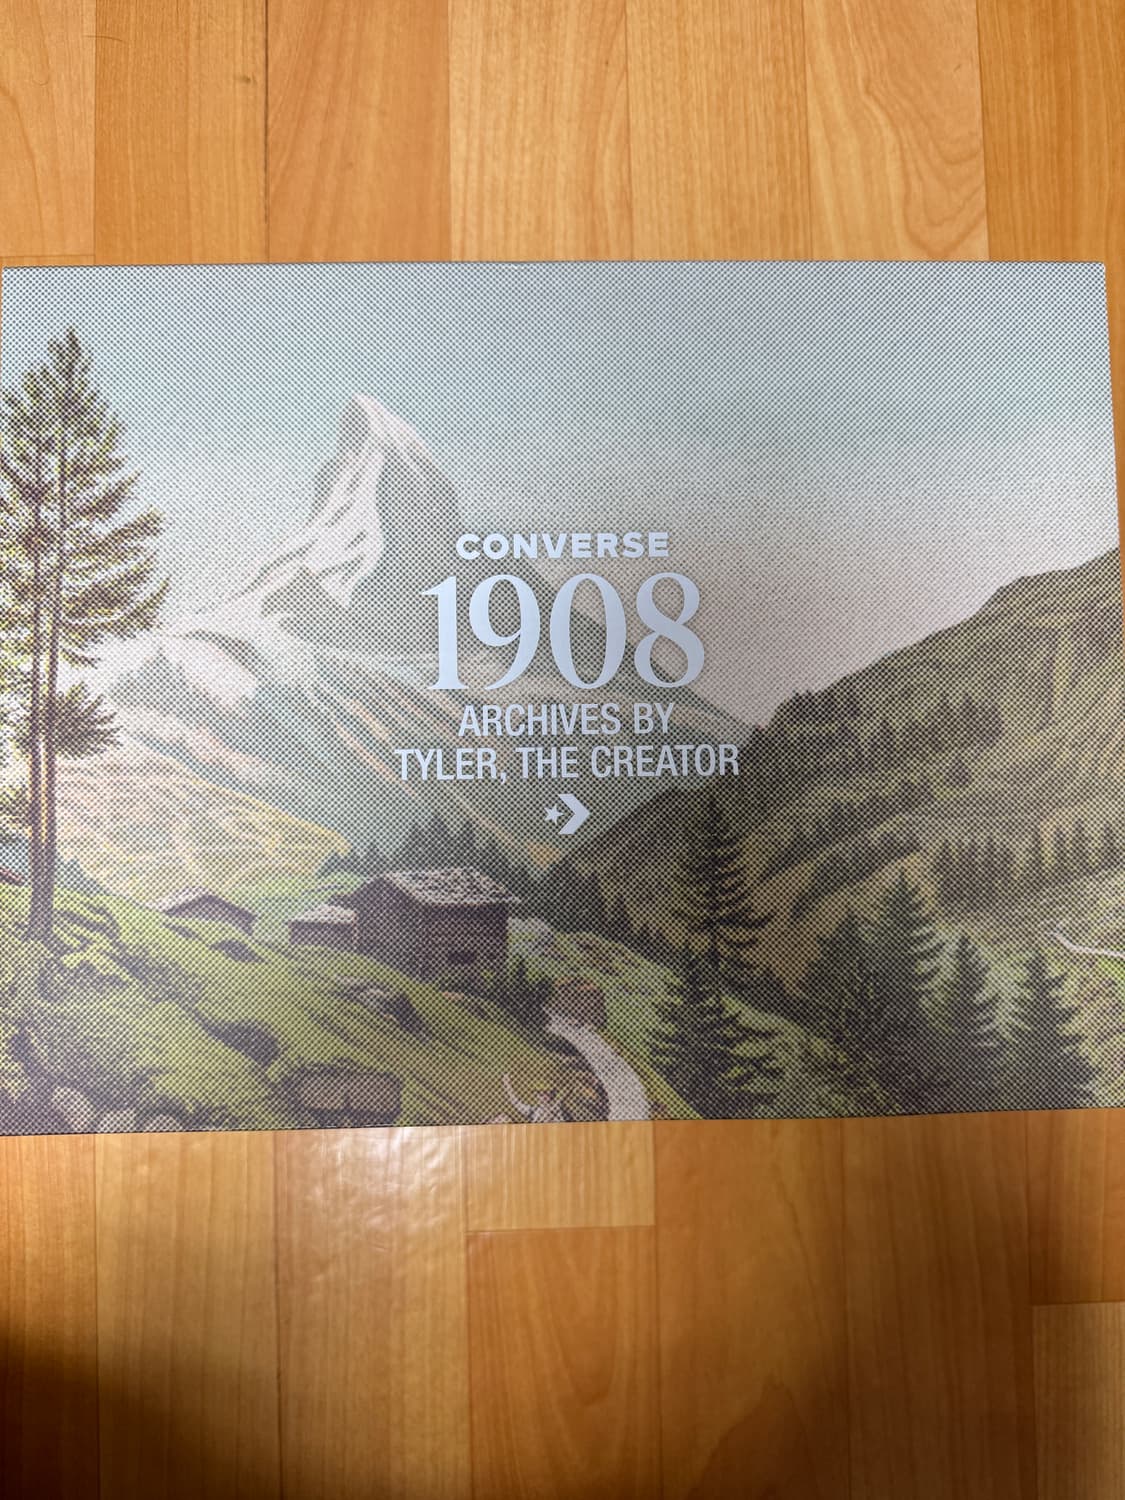 CONVERSE
1908
ARCHIVES BY
TYLER, THE CREATOR